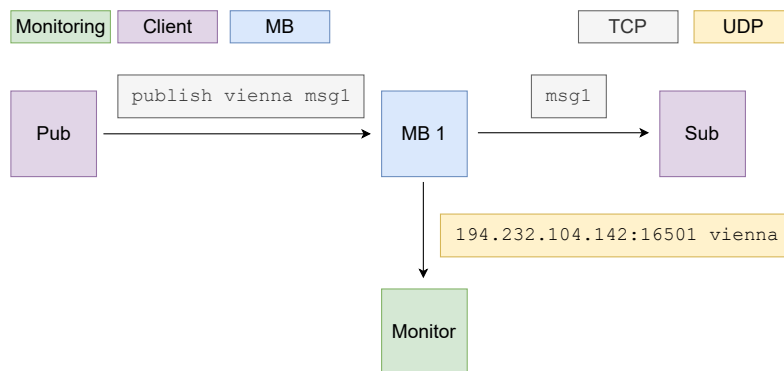 Monitoring
Client
MB
TCP
UDP
publish vienna msg1
msg1
Pub
MB 1
Sub
194.232.104.142:16501 vienna
Monitor